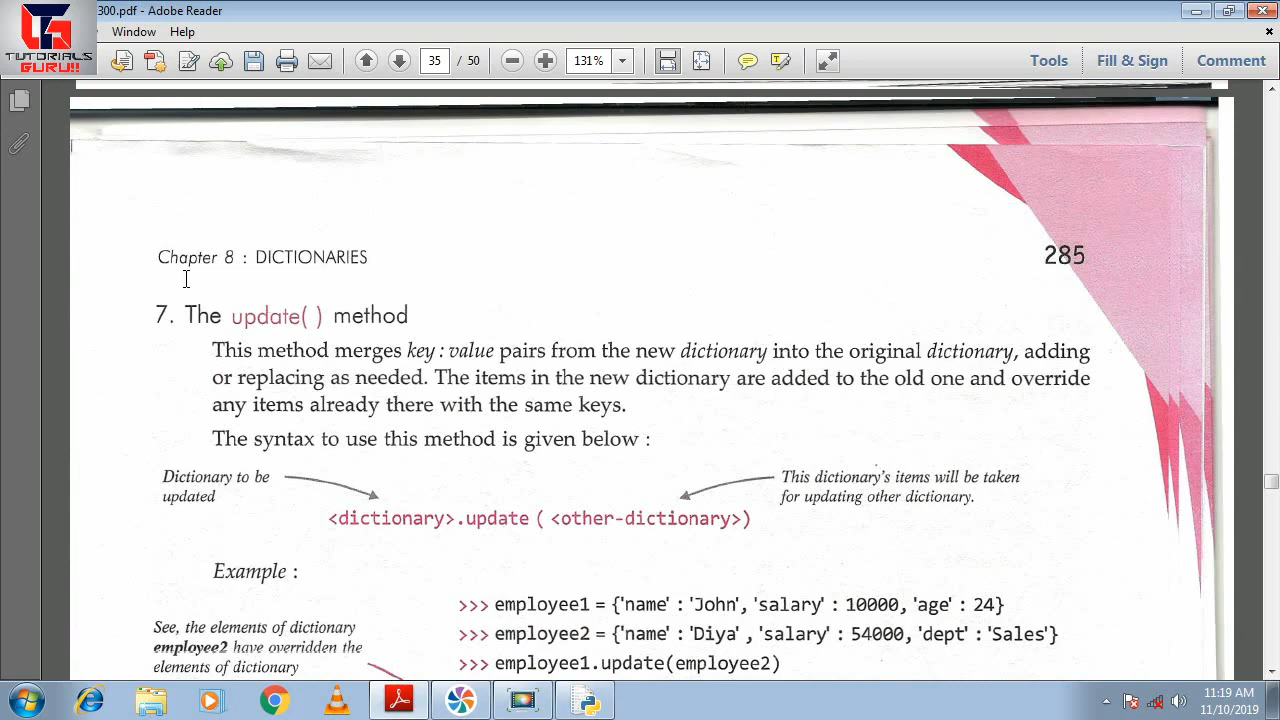 300.pdf - Adobe Reader
Window Help
TUTORIALS
GURU!!
35 / 50
131%
Tools Fill & Sign Comment
Chapter 8 : DICTIONARIES
285
7. The update( ) method
This method merges key : value pairs from the new dictionary into the original dictionary, adding
or replacing as needed. The items in the new dictionary are added to the old one and override
any items already there with the same keys.
The syntax to use this method is given below :
Dictionary to be
updated
This dictionary's items will be taken
for updating other dictionary.
<dictionary>.update ( <other-dictionary>)
Example :
>>> employee1 = {'name' : 'John', 'salary' : 10000, 'age' : 24}
>>> employee2 = {'name' : 'Diya' , 'salary' : 54000, 'dept' : 'Sales'}
>>> employee1.update(employee2)
See, the elements of dictionary
employee2 have overridden the
elements of dictionary
11:19 AM
11/10/2019